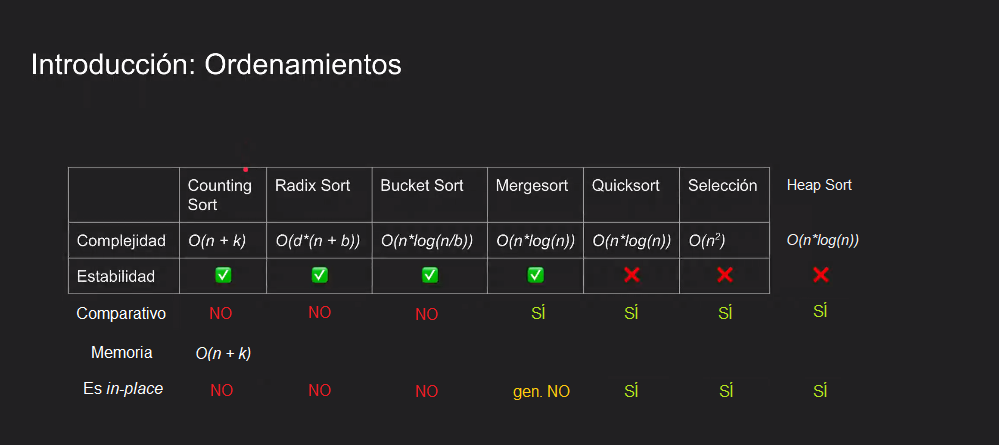 Introducción: Ordenamientos
Counting Sort Radix Sort Bucket Sort Mergesort Quicksort Selección Heap Sort
Complejidad O(n + k) O(d*(n + b)) O(n*log(n/b)) O(n*log(n)) O(n*log(n)) O(n²) O(n*log(n))
Estabilidad ✅ ✅ ✅ ✅ ❌ ❌ ❌
Comparativo NO NO NO SÍ SÍ SÍ SÍ
Memoria O(n + k)
Es in-place NO NO NO gen. NO SÍ SÍ SÍ